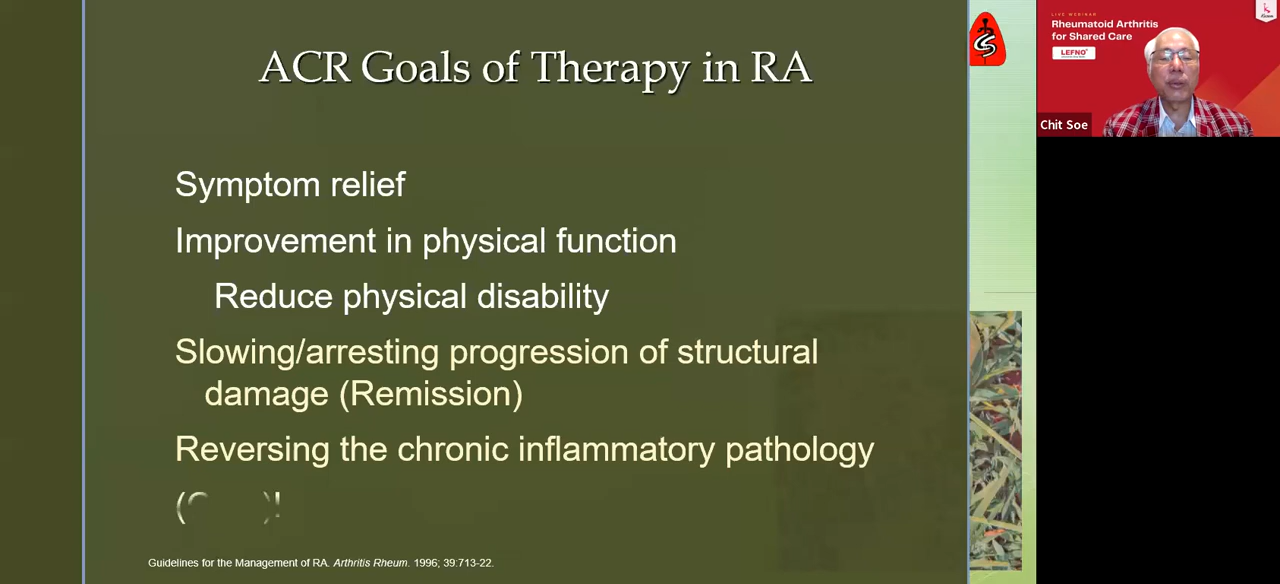 ACR Goals of Therapy in RA
Symptom relief
Improvement in physical function
Reduce physical disability
Slowing/arresting progression of structural
damage (Remission)
Reversing the chronic inflammatory pathology
Guidelines for the Management of RA. Arthritis Rheum. 1996; 39:713-22.
LIVE WEBINAR
Rheumatoid Arthritis
for Shared Care
LEFNO
Chit Soe